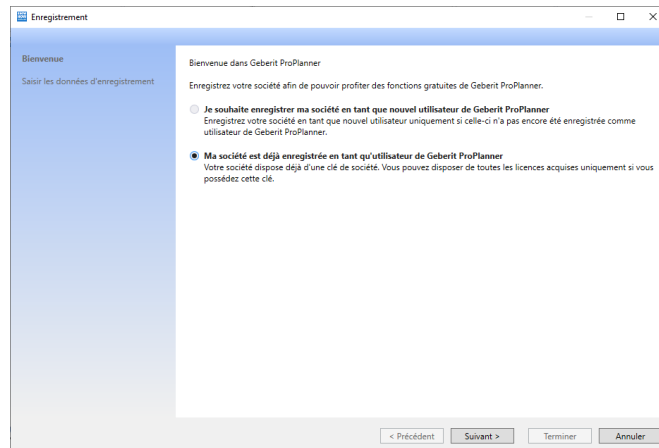 Enregistrement
Bienvenue
Saisir les données d'enregistrement
Bienvenue dans Geberit ProPlanner
Enregistrez votre société afin de pouvoir profiter des fonctions gratuites de Geberit ProPlanner.
Je souhaite enregistrer ma société en tant que nouvel utilisateur de Geberit ProPlanner
Enregistrez votre société en tant que nouvel utilisateur uniquement si celle-ci n'a pas encore été enregistrée comme
utilisateur de Geberit ProPlanner.
Ma société est déjà enregistrée en tant qu'utilisateur de Geberit ProPlanner
Votre société dispose déjà d'une clé de société. Vous pouvez disposer de toutes les licences acquises uniquement si vous
possédez cette clé.
< Précédent Suivant > Terminer Annuler